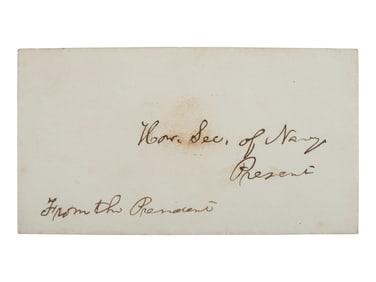 Hon. Sec. of Navy
Present
From the President